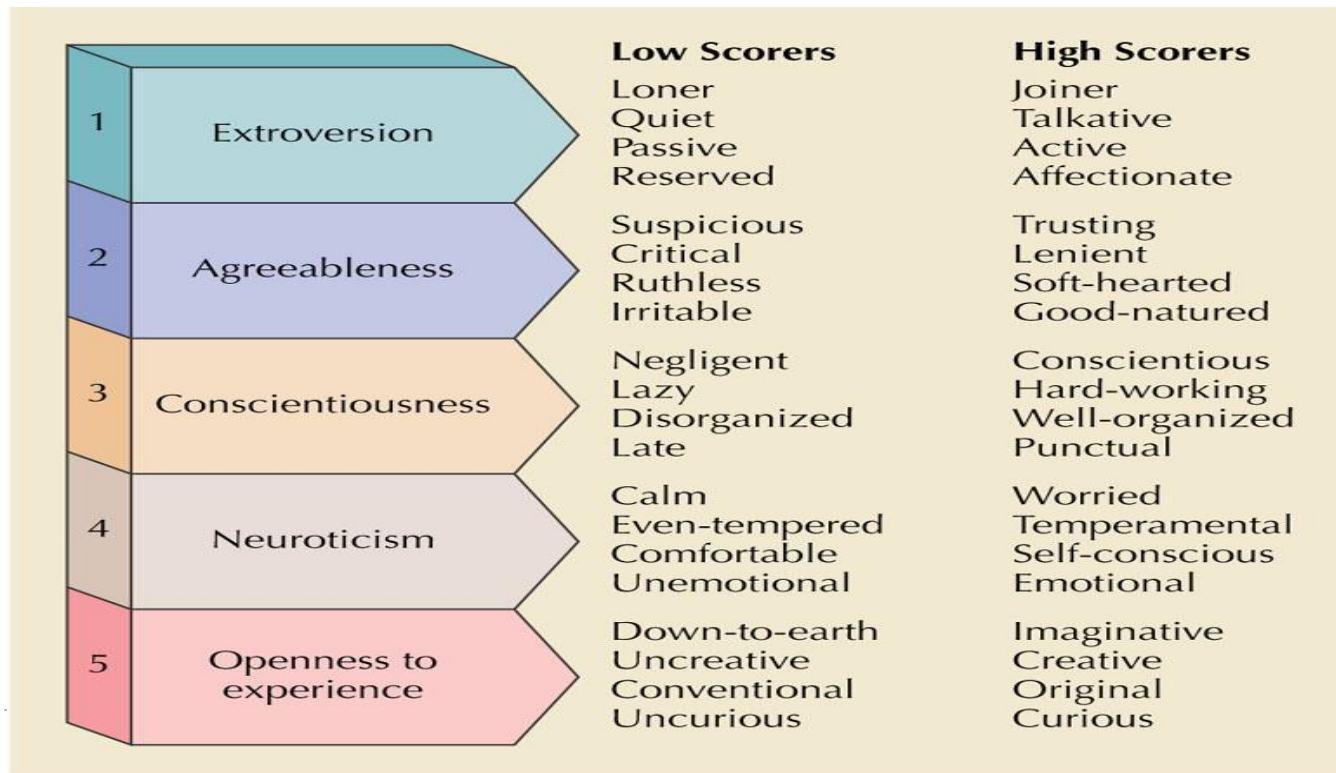 Low Scorers High Scorers
1 Extroversion
Loner Joiner
Quiet Talkative
Passive Active
Reserved Affectionate
2 Agreeableness
Suspicious Trusting
Critical Lenient
Ruthless Soft-hearted
Irritable Good-natured
3 Conscientiousness
Negligent Conscientious
Lazy Hard-working
Disorganized Well-organized
Late Punctual
4 Neuroticism
Calm Worried
Even-tempered Temperamental
Comfortable Self-conscious
Unemotional Emotional
5 Openness to
experience
Down-to-earth Imaginative
Uncreative Creative
Conventional Original
Uncurious Curious